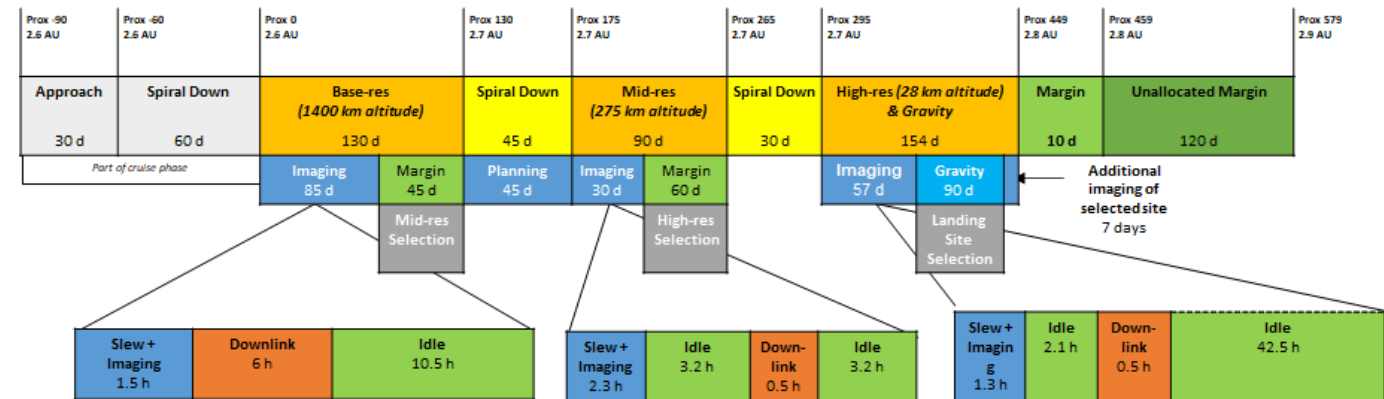 Prox -90
2.6 AU
Prox -60
2.6 AU
Prox 0
2.6 AU
Prox 130
2.7 AU
Prox 175
2.7 AU
Prox 265
2.7 AU
Prox 295
2.7 AU
Prox 449
2.8 AU
Prox 459
2.8 AU
Prox 579
2.9 AU
Approach
30 d
Spiral Down
60 d
Base-res
(1400 km altitude)
130 d
Spiral Down
45 d
Mid-res
(275 km altitude)
90 d
Spiral Down
30 d
High-res (28 km altitude)
& Gravity
154 d
Margin
10 d
Unallocated Margin
120 d
Part of cruise phase
Imaging
85 d
Margin
45 d
Planning
45 d
Imaging
30 d
Margin
60 d
Imaging
57 d
Gravity
90 d
Additional
imaging of
selected site
7 days
Mid-res
Selection
High-res
Selection
Landing
Site
Selection
Slew +
Imaging
1.5 h
Downlink
6 h
Idle
10.5 h
Slew +
Imaging
2.3 h
Idle
3.2 h
Down-
link
0.5 h
Idle
3.2 h
Slew +
Imagin
g
1.3 h
Idle
2.1 h
Down-
link
0.5 h
Idle
42.5 h